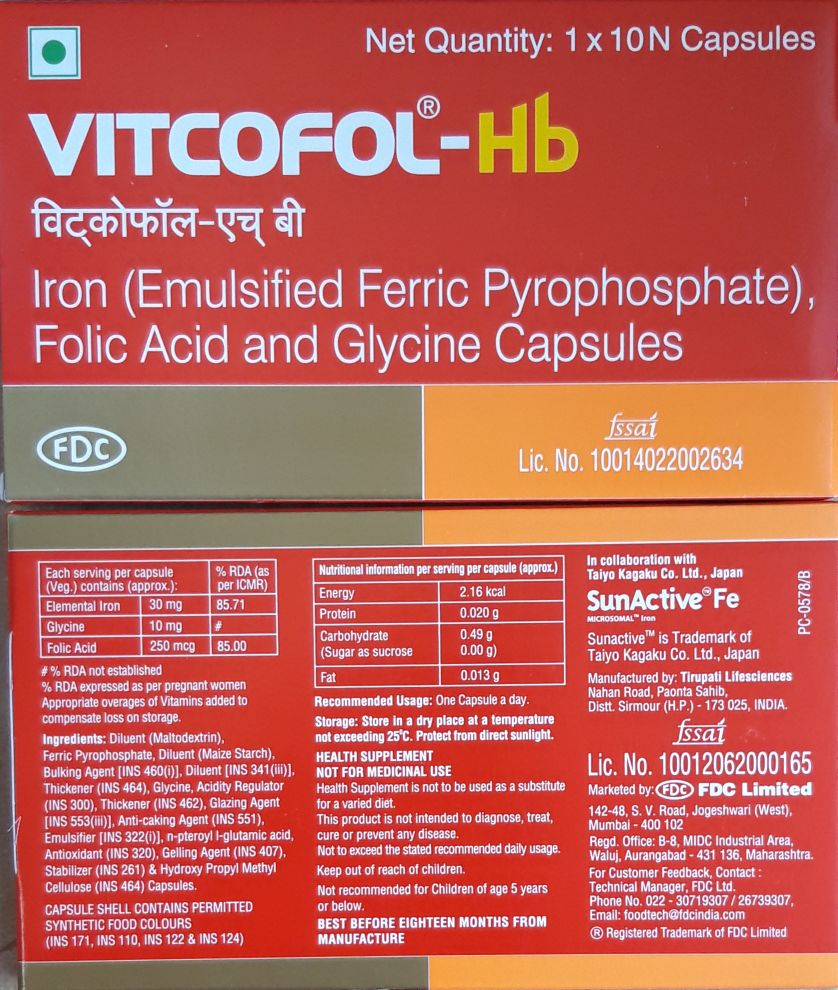 Net Quantity: 1 x 10N Capsules
VITCOFOL®-Hb
विट्कोफॉल-एच् बी
Iron (Emulsified Ferric Pyrophosphate),
Folic Acid and Glycine Capsules
FDC
fssai
Lic. No. 10014022002634
Each serving per capsule
(Veg.) contains (approx.):
% RDA (as
per ICMR)
Elemental Iron 30 mg 85.71
Glycine 10 mg #
Folic Acid 250 mcg 85.00
# % RDA not established
% RDA expressed as per pregnant women
Appropriate overages of Vitamins added to
compensate loss on storage.
Ingredients: Diluent (Maltodextrin),
Ferric Pyrophosphate, Diluent (Maize Starch),
Bulking Agent [INS 460(i)], Diluent [INS 341(iii)],
Thickener (INS 464), Glycine, Acidity Regulator
(INS 300), Thickener (INS 462), Glazing Agent
[INS 553(iii)], Anti-caking Agent (INS 551),
Emulsifier [INS 322(i)], n-pteroyl l-glutamic acid,
Antioxidant (INS 320), Gelling Agent (INS 407),
Stabilizer (INS 261) & Hydroxy Propyl Methyl
Cellulose (INS 464) Capsules.
CAPSULE SHELL CONTAINS PERMITTED
SYNTHETIC FOOD COLOURS
(INS 171, INS 110, INS 122 & INS 124)
Nutritional information per serving per capsule (approx.)
Energy 2.16 kcal
Protein 0.020 g
Carbohydrate 0.49 g
(Sugar as sucrose 0.00 g)
Fat 0.013 g
Recommended Usage: One Capsule a day.
Storage: Store in a dry place at a temperature
not exceeding 25°C. Protect from direct sunlight.
HEALTH SUPPLEMENT
NOT FOR MEDICINAL USE
Health Supplement is not to be used as a substitute
for a varied diet.
This product is not intended to diagnose, treat,
cure or prevent any disease.
Not to exceed the stated recommended daily usage.
Keep out of reach of children.
Not recommended for Children of age 5 years
or below.
BEST BEFORE EIGHTEEN MONTHS FROM
MANUFACTURE
In collaboration with
Taiyo Kagaku Co. Ltd., Japan
SunActive™ Fe
MICROSOMAL™ Iron
Sunactive™ is Trademark of
Taiyo Kagaku Co. Ltd., Japan
Manufactured by: Tirupati Lifesciences
Nahan Road, Paonta Sahib,
Distt. Sirmour (H.P.) - 173 025, INDIA.
fssai
Lic. No. 10012062000165
Marketed by: FDC FDC Limited
142-48, S. V. Road, Jogeshwari (West),
Mumbai - 400 102
Regd. Office: B-8, MIDC Industrial Area,
Waluj, Aurangabad - 431 136, Maharashtra.
For Customer Feedback, Contact :
Technical Manager, FDC Ltd.
Phone No. 022 - 30719307 / 26739307,
Email: foodtech@fdcindia.com
® Registered Trademark of FDC Limited
PC-0578/B